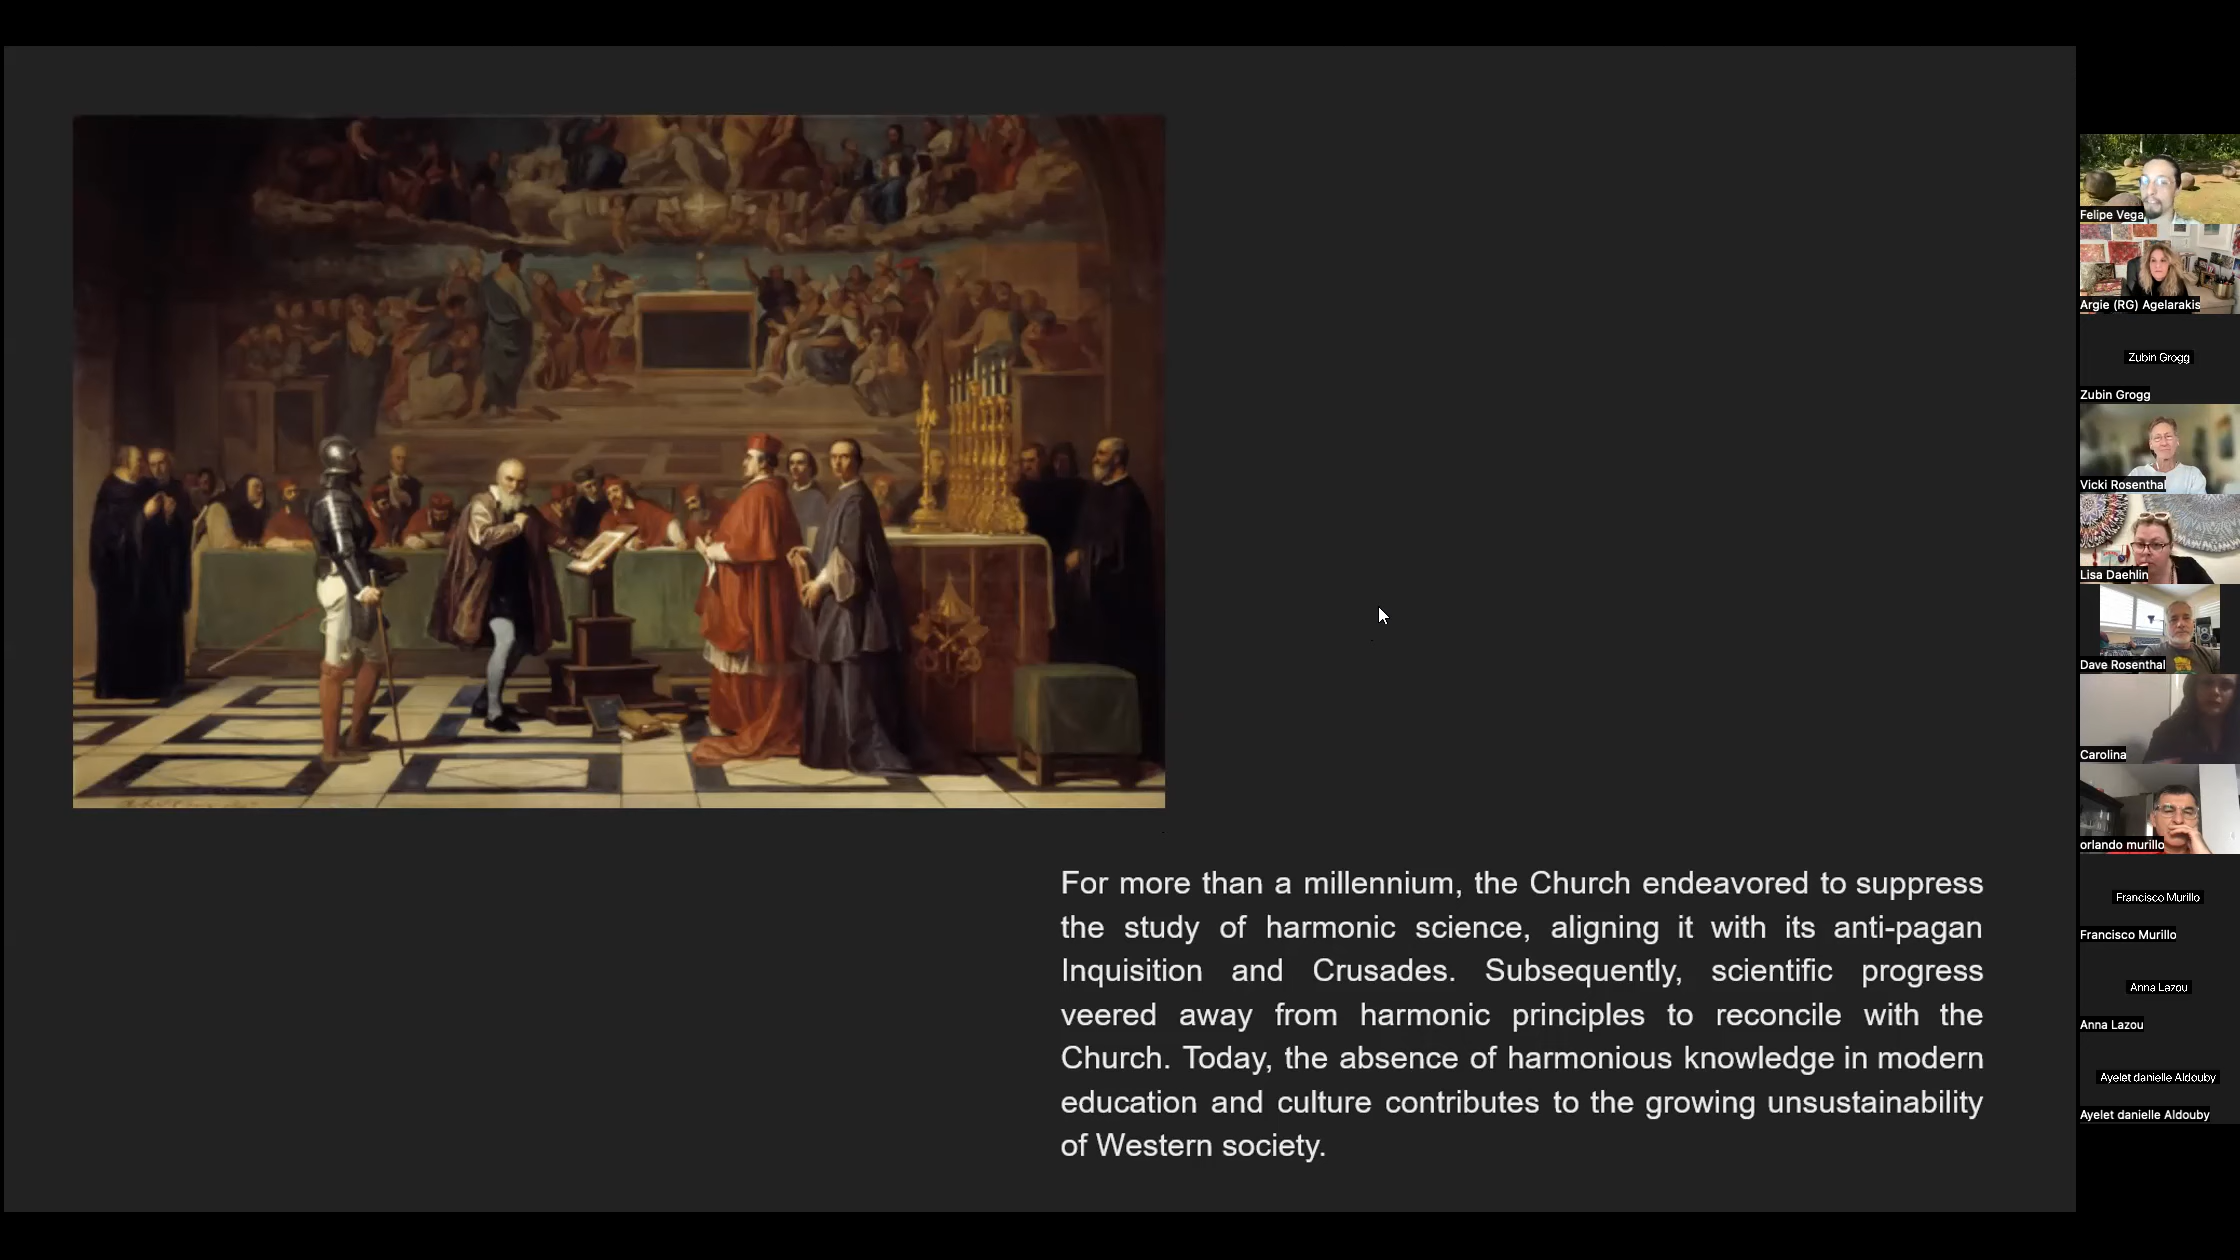 For more than a millennium, the Church endeavored to suppress
the study of harmonic science, aligning it with its anti-pagan
Inquisition and Crusades. Subsequently, scientific progress
veered away from harmonic principles to reconcile with the
Church. Today, the absence of harmonious knowledge in modern
education and culture contributes to the growing unsustainability
of Western society.
Felipe Vega
Argie (RG) Agelarakis
Zubin Grogg
Zubin Grogg
Vicki Rosenthal
Lisa Daehlin
Dave Rosenthal
Carolina
orlando murillo
Francisco Murillo
Francisco Murillo
Anna Lazou
Anna Lazou
Ayelet danielle Aldouby
Ayelet danielle Aldouby